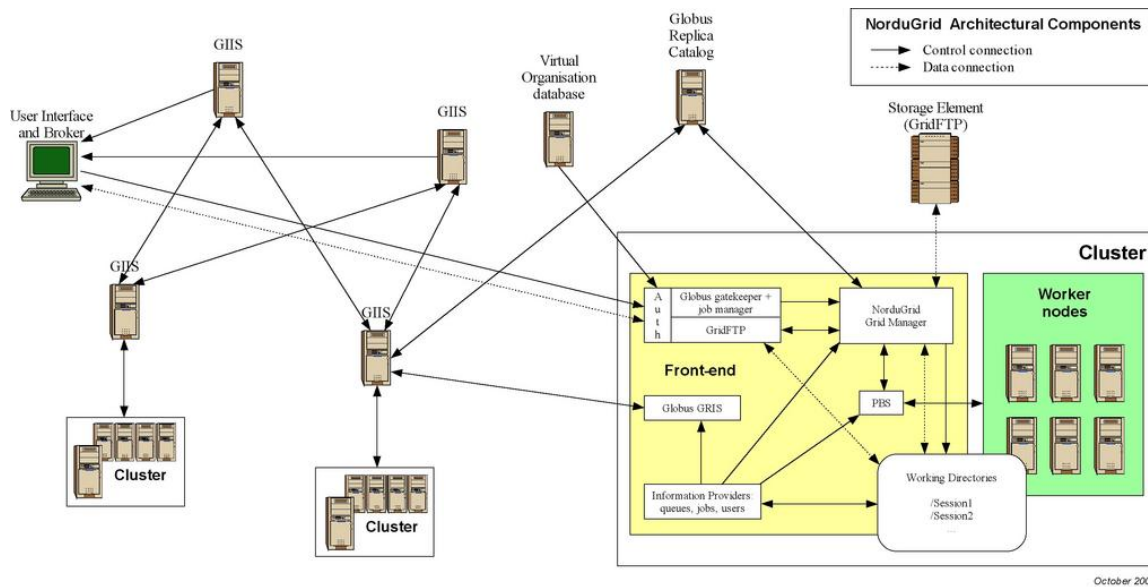 NorduGrid Architectural Components
Control connection
Data connection
GIIS
Globus
Replica
Catalog
Virtual
Organisation
database
GIIS
User Interface
and Broker
Storage Element
(GridFTP)
Cluster
GIIS
GIIS
A
u
t
h
Globus gatekeeper +
job manager
GridFTP
NorduGrid
Grid Manager
Worker
nodes
Front-end
Globus GRIS
PBS
Cluster
Cluster
Information Providers
queues, jobs, users
Working Directories
/Session1
/Session2
...
October